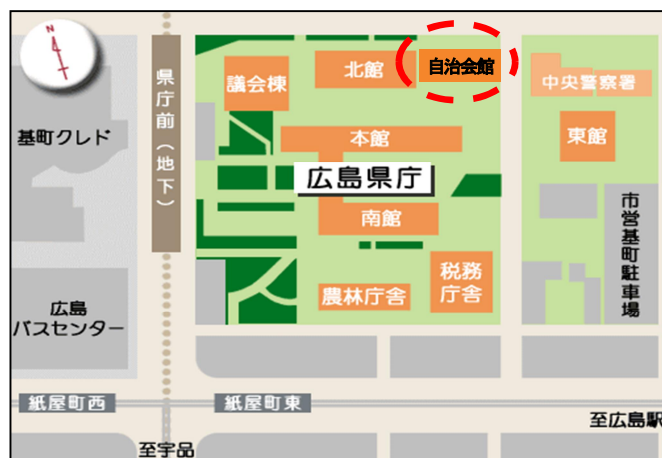 N
議会棟
北館
自治会館
中央警察署
東館
基町クレド
県庁前（地下）
本館
広島県庁
南館
市営基町駐車場
税務
庁舎
農林庁舎
広島
バスセンター
紙屋町西
紙屋町東
至広島駅
至宇品